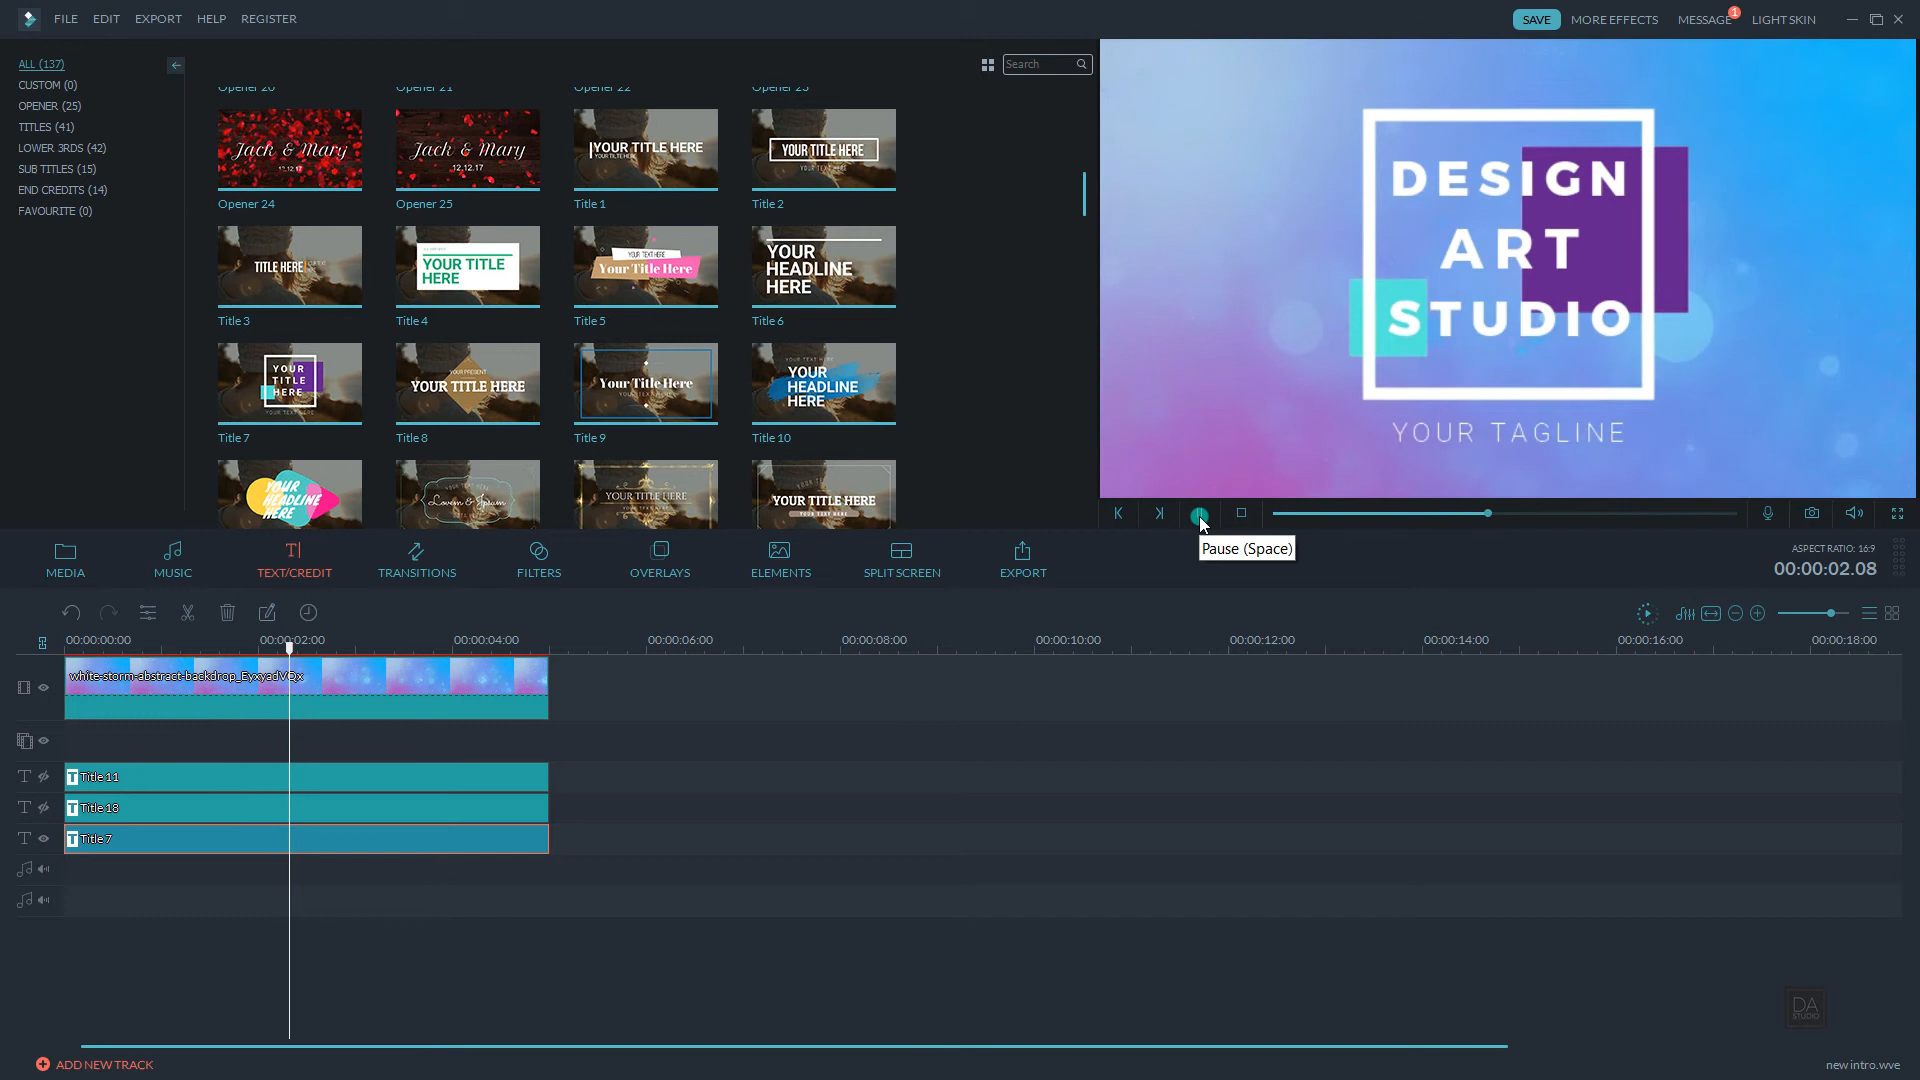 FILE EDIT EXPORT HELP REGISTER
SAVE MORE EFFECTS MESSAGE 1 LIGHT SKIN
ALL (137)
CUSTOM (0)
OPENER (25)
TITLES (41)
LOWER 3RDS (42)
SUB TITLES (15)
END CREDITS (14)
FAVOURITE (0)
Search
Opener 20 Opener 21 Opener 22 Opener 23
Jack & Mary
12.12.17
Jack & Mary
12.12.17
YOUR TITLE HERE
YOUR TITLE HERE
YOUR TITLE HERE
YOUR TEXT HERE
Opener 24 Opener 25 Title 1 Title 2
TITLE HERE
YOUR TITLE
HERE
YOUR TEXT HERE
Your Title Here
YOUR
HEADLINE
HERE
Title 3 Title 4 Title 5 Title 6
YOUR
TITLE
HERE
YOUR TEXT HERE
YOUR PRESENT
YOUR TITLE HERE
Your Title Here
YOUR TEXT HERE
YOUR TEXT HERE
YOUR
HEADLINE
HERE
Title 7 Title 8 Title 9 Title 10
YOUR
HEADLINE
HERE
Lorem & Ipsum
YOUR TITLE HERE
YOUR TITLE HERE
YOUR TEXT HERE
DESIGN
ART
STUDIO
YOUR TAGLINE
Pause (Space)
MEDIA MUSIC TEXT/CREDIT TRANSITIONS FILTERS OVERLAYS ELEMENTS SPLIT SCREEN EXPORT
ASPECT RATIO: 16:9
00:00:02.08
00:00:00:00 00:00:02:00 00:00:04:00 00:00:06:00 00:00:08:00 00:00:10:00 00:00:12:00 00:00:14:00 00:00:16:00 00:00:18:00
white-storm-abstract-backdrop_EyxyadVQx
T Title 11
T Title 18
T Title 7
DA
STUDIO
ADD NEW TRACK
new intro.wve